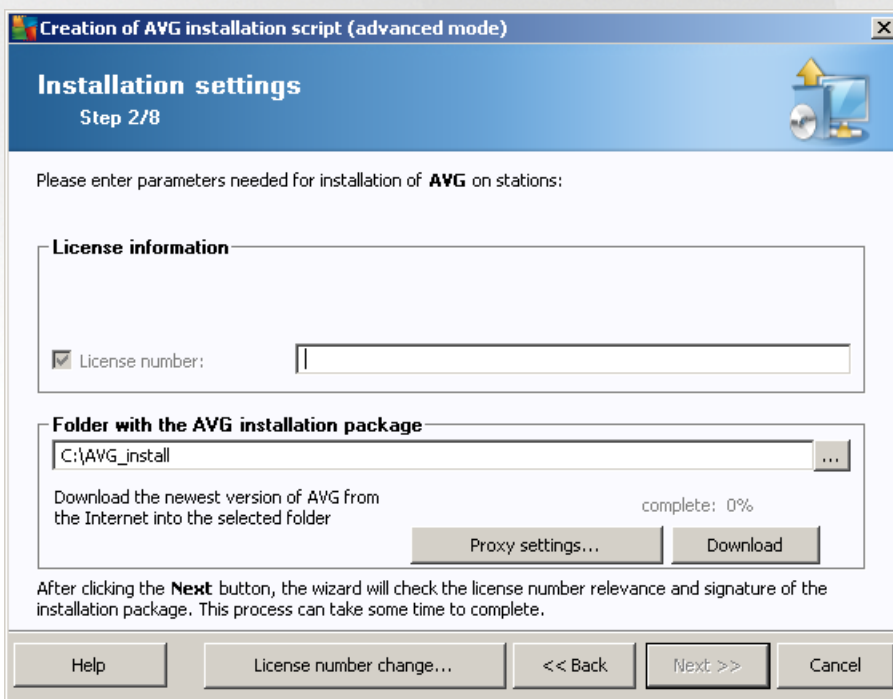 Creation of AVG installation script (advanced mode)
Installation settings
Step 2/8
Please enter parameters needed for installation of AVG on stations:
License information
License number:
Folder with the AVG installation package
C:\AVG_install
...
Download the newest version of AVG from
the Internet into the selected folder
complete: 0%
Proxy settings...
Download
After clicking the Next button, the wizard will check the license number relevance and signature of the
installation package. This process can take some time to complete.
Help
License number change...
<< Back
Next >>
Cancel